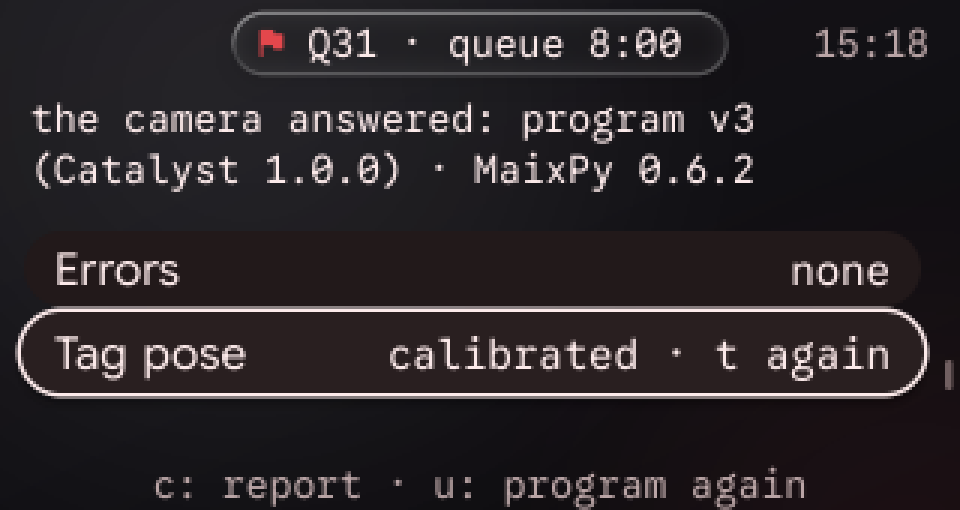 Q31 · queue 8:00
15:18
the camera answered: program v3
(Catalyst 1.0.0) · MaixPy 0.6.2
Errors none
Tag pose calibrated · t again
c: report · u: program again